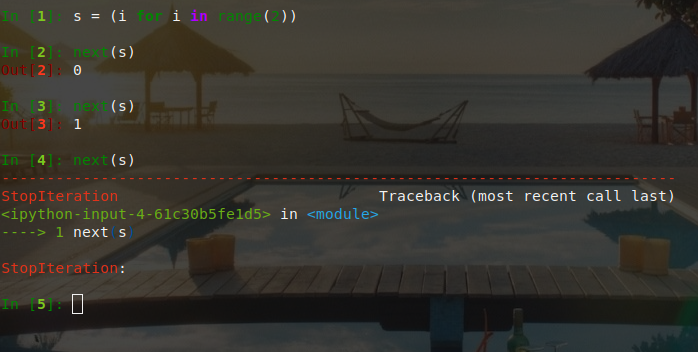 In [1]: s = (i for i in range(2))
In [2]: next(s)
Out[2]: 0
In [3]: next(s)
Out[3]: 1
In [4]: next(s)
---------------------------------------------------------------------------
StopIteration                             Traceback (most recent call last)
<ipython-input-4-61c30b5fe1d5> in <module>
----> 1 next(s)
StopIteration:
In [5]: